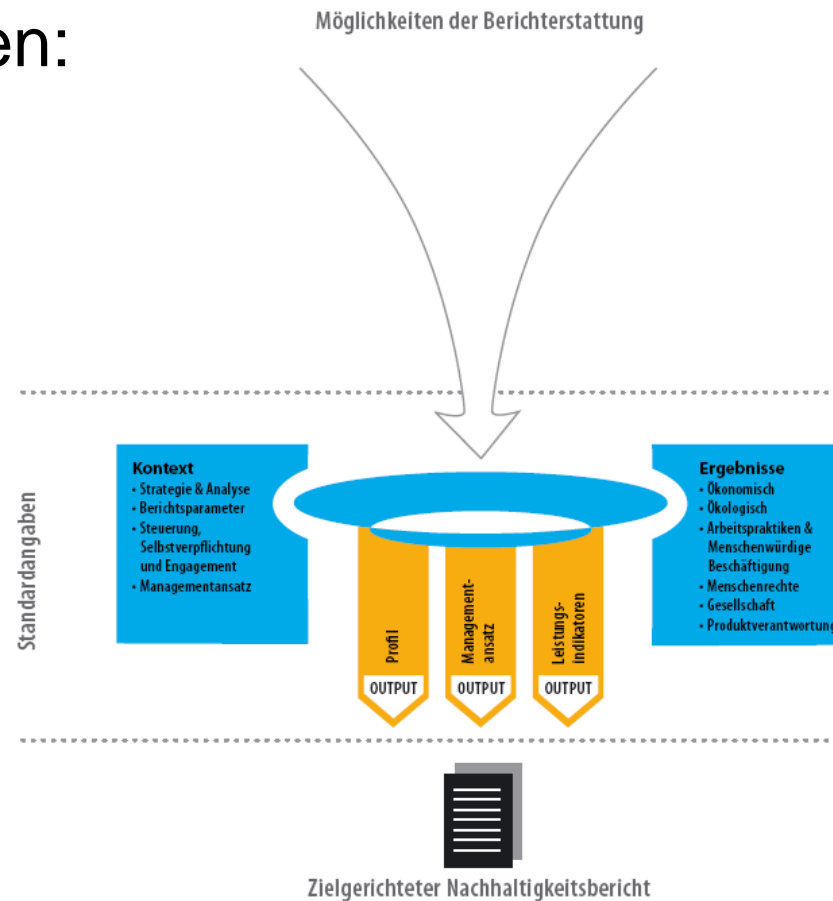 en:
Möglichkeiten der Berichterstattung
Standardangaben
Kontext
• Strategie & Analyse
• Berichtsparameter
• Steuerung,
Selbstverpflichtung
und Engagement
• Managementansatz
Profil
OUTPUT
Management-
ansatz
OUTPUT
Leistungs-
indikatoren
OUTPUT
Ergebnisse
• Ökonomisch
• Ökologisch
• Arbeitspraktiken &
Menschenwürdige
Beschäftigung
• Menschenrechte
• Gesellschaft
• Produktverantwortung
Zielgerichteter Nachhaltigkeitsbericht